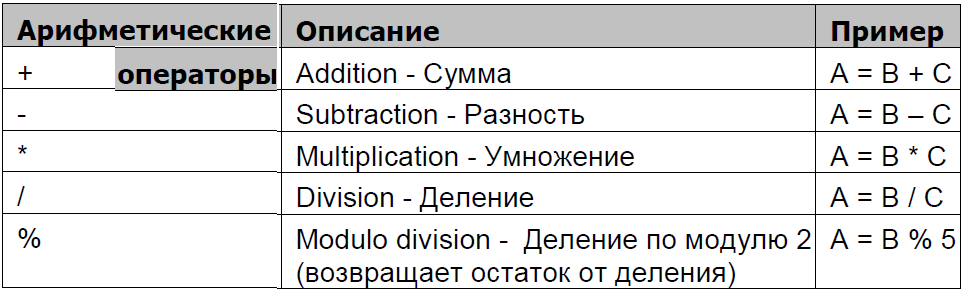 Арифметические операторы Описание Пример
+ Addition - Сумма A = B + C
- Subtraction - Разность A = B – C
* Multiplication - Умножение A = B * C
/ Division - Деление A = B / C
% Modulo division - Деление по модулю 2 A = B % 5
(возвращает остаток от деления)